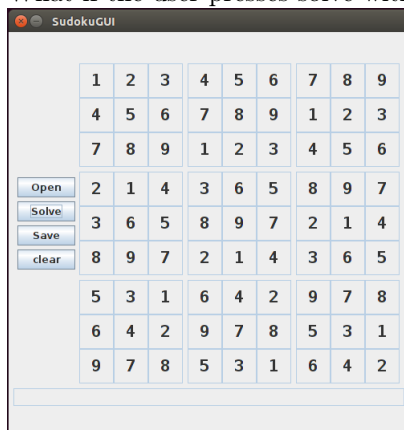 What if the user presses solve with
SudokuGUI
1 2 3 4 5 6 7 8 9
4 5 6 7 8 9 1 2 3
7 8 9 1 2 3 4 5 6
Open
Solve
Save
clear
2 1 4 3 6 5 8 9 7
3 6 5 8 9 7 2 1 4
8 9 7 2 1 4 3 6 5
5 3 1 6 4 2 9 7 8
6 4 2 9 7 8 5 3 1
9 7 8 5 3 1 6 4 2